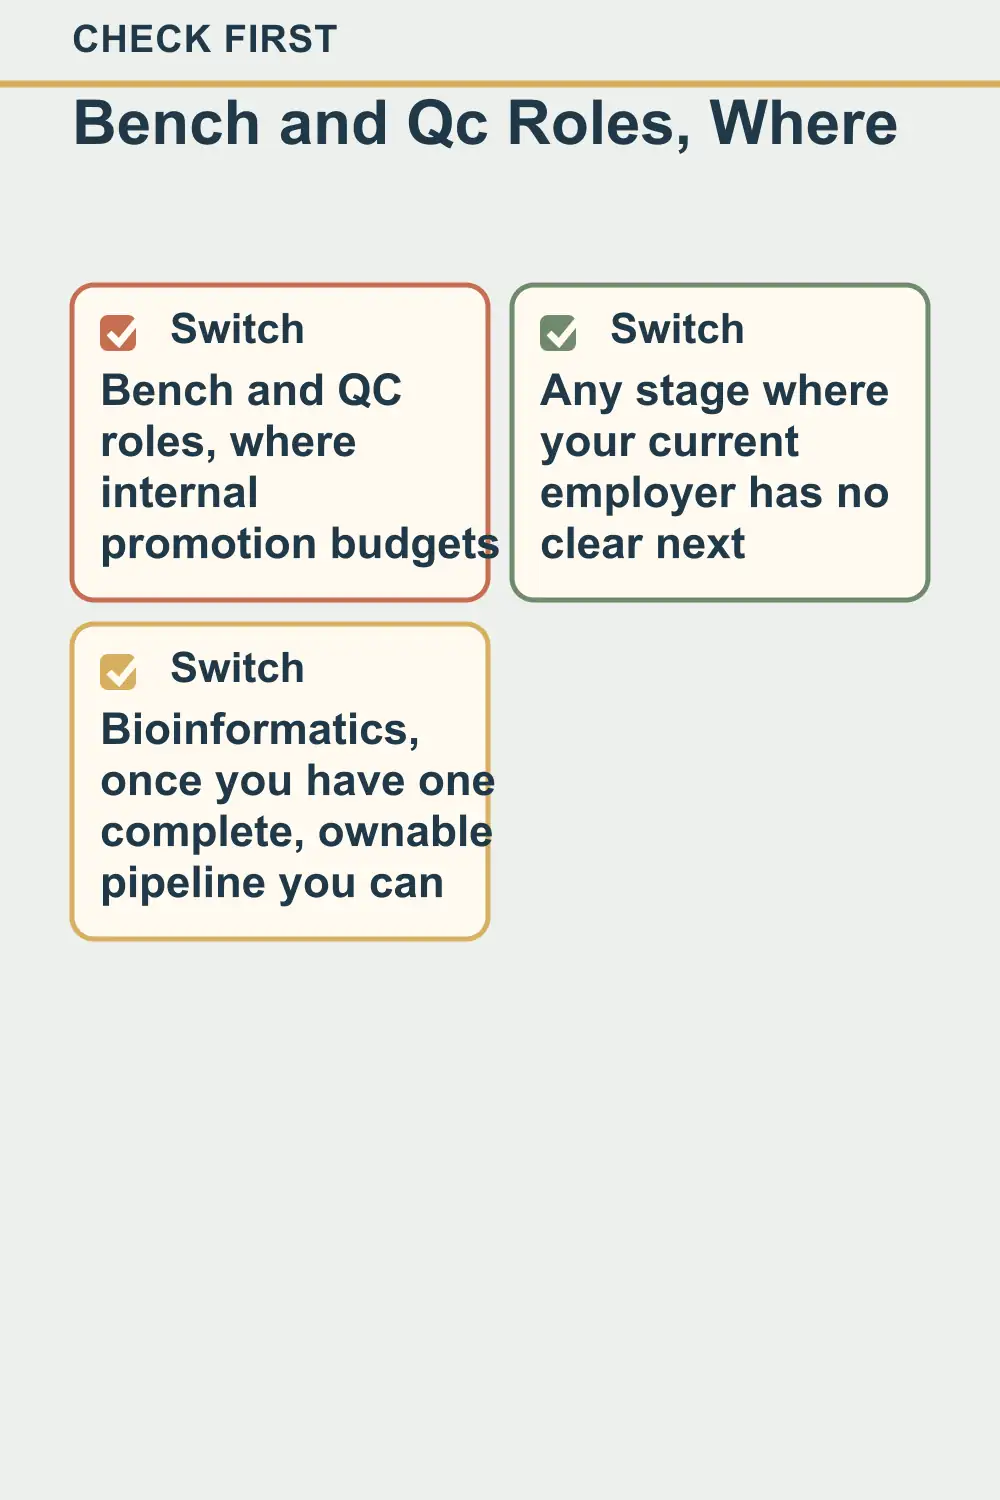 CHECK FIRST
Bench and Qc Roles, Where
Switch
Bench and QC
roles, where
internal
promotion budgets
Switch
Any stage where
your current
employer has no
clear next
Switch
Bioinformatics,
once you have one
complete, ownable
pipeline you can